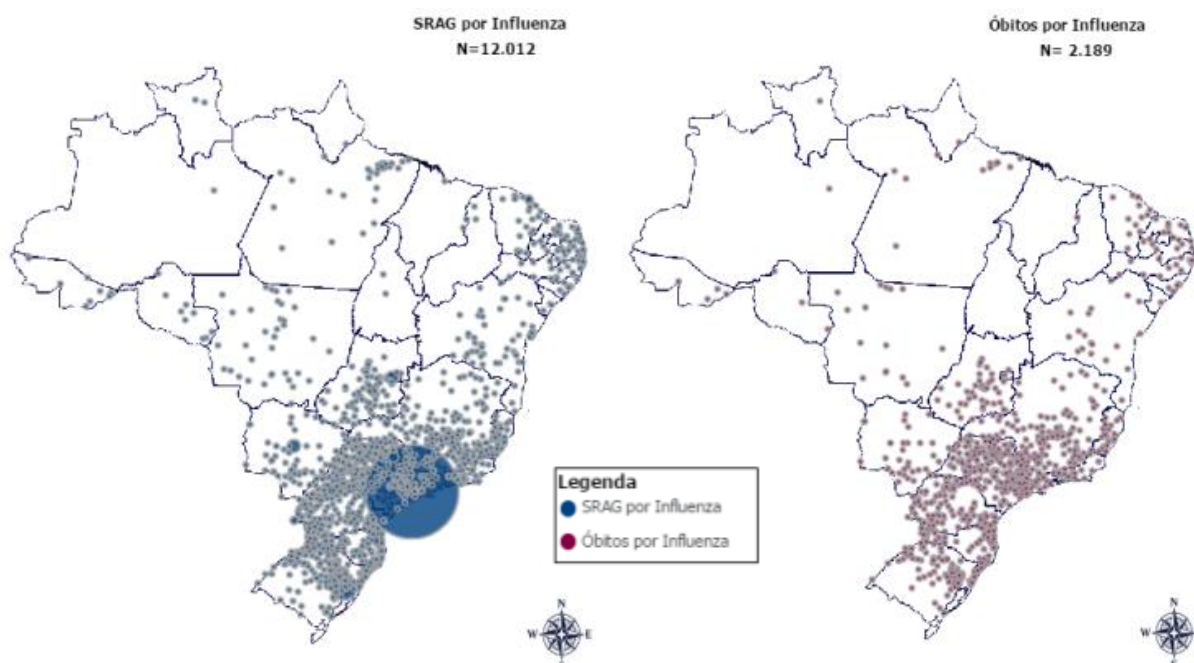 SRAG por Influenza
N=12.012
Óbitos por Influenza
N= 2.189
Legenda
SRAG por Influenza
Óbitos por Influenza
N
W E
S
N
W